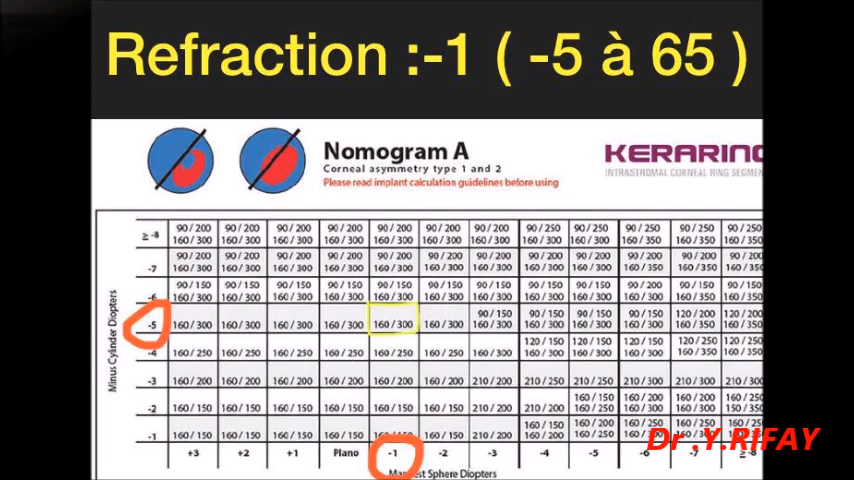 Refraction :-1 ( -5 à 65 )
Nomogram A
Corneal asymmetry type 1 and 2
Please read implant calculation guidelines before using
KERARING
INTRASTROMAL CORNEAL RING SEGMEN
Minus Cylinder Diopters
≥ -8 90 / 200 90 / 200 90 / 200 90 / 200 90 / 200 90 / 200 90 / 200 90 / 250 90 / 250 90 / 200 90 / 250 90 / 250
160 / 300 160 / 300 160 / 300 160 / 300 160 / 300 160 / 300 160 / 300 160 / 300 160 / 300 160 / 350 160 / 350 160 / 350
-7 90 / 200 90 / 200 90 / 200 90 / 200 90 / 200 90 / 200 90 / 200 90 / 200 90 / 200 90 / 200 90 / 250 90 / 250
160 / 300 160 / 300 160 / 300 160 / 300 160 / 300 160 / 300 160 / 300 160 / 300 160 / 300 160 / 350 160 / 350 160 / 350
-6 90 / 150 90 / 150 90 / 150 90 / 150 90 / 150 90 / 150 90 / 150 90 / 150 90 / 150 90 / 150 90 / 200 90 / 250
160 / 300 160 / 300 160 / 300 160 / 300 160 / 300 160 / 300 160 / 300 160 / 300 160 / 300 160 / 300 160 / 350 160 / 350
90 / 150 90 / 150 90 / 150 90 / 150 120 / 200 120 / 200
-5 160 / 300 160 / 300 160 / 300 160 / 300 160 / 300 160 / 300 160 / 300 160 / 300 160 / 300 160 / 300 160 / 300 160 / 300
120 / 150 120 / 150 120 / 150 120 / 250 120 / 250
-4 160 / 250 160 / 250 160 / 250 160 / 250 160 / 250 160 / 250 160 / 300 160 / 300 160 / 300 160 / 300 160 / 350 160 / 350
-3 160 / 200 160 / 200 160 / 200 160 / 200 160 / 200 160 / 200 210 / 200 210 / 250 210 / 250 210 / 300 210 / 300 210 / 300
160 / 150 160 / 200 160 / 250 160 / 250
-2 160 / 150 160 / 150 160 / 150 160 / 150 160 / 150 160 / 150 210 / 200 210 / 200 160 / 250 160 / 250 160 / 300 150 / 350
160 / 150 160 / 200 160 / 200
-1 160 / 150 160 / 150 160 / 150 160 / 150 160 / 150 160 / 150 210 / 150 160 / 200 160 / 250 160 / 250
+3 +2 +1 Plano -1 -2 -3 -4 -5 -6 -7 ≥ -8
Manifest Sphere Diopters
Dr .Y.RIFAY